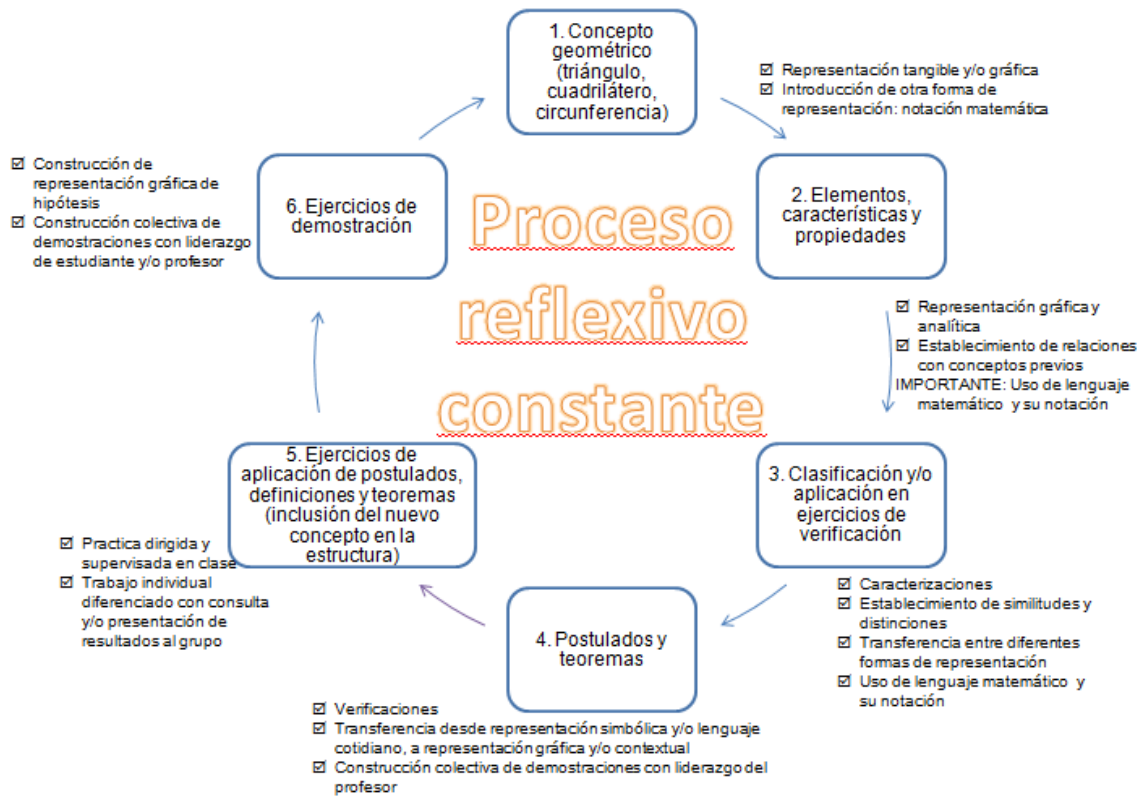 1. Concepto
geométrico
(triángulo,
cuadrilátero,
circunferencia)
☑ Representación tangible y/o gráfica
☑ Introducción de otra forma de
representación: notación matemática
2. Elementos,
características y
propiedades
☑ Representación gráfica y
analítica
☑ Establecimiento de relaciones
con conceptos previos
IMPORTANTE: Uso de lenguaje
matemático y su notación
3. Clasificación y/o
aplicación en
ejercicios de
verificación
☑ Caracterizaciones
☑ Establecimiento de similitudes y
distinciones
☑ Transferencia entre diferentes
formas de representación
☑ Uso de lenguaje matemático y
su notación
4. Postulados y
teoremas
☑ Verificaciones
☑ Transferencia desde representación simbólica y/o lenguaje
cotidiano, a representación gráfica y/o contextual
☑ Construcción colectiva de demostraciones con liderazgo del
profesor
5. Ejercicios de
aplicación de postulados,
definiciones y teoremas
(inclusión del nuevo
concepto en la
estructura)
☑ Practica dirigida y
supervisada en clase
☑ Trabajo individual
diferenciado con consulta
y/o presentación de
resultados al grupo
6. Ejercicios de
demostración
☑ Construcción de
representación gráfica de
hipótesis
☑ Construcción colectiva de
demostraciones con liderazgo
de estudiante y/o profesor
Proceso
reflexivo
constante